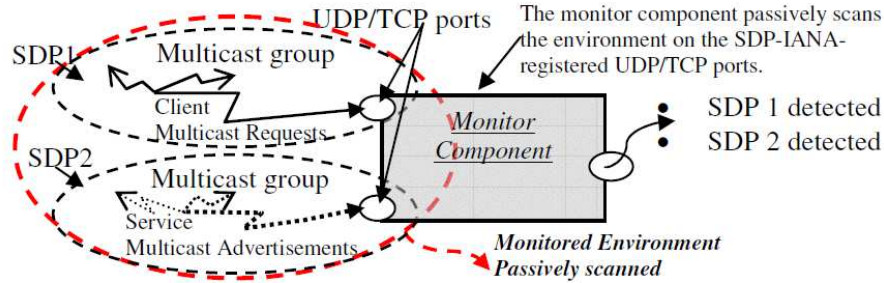 UDP/TCP ports
The monitor component passively scans
the environment on the SDP-IANA-
registered UDP/TCP ports.
SDP1
Multicast group
Client
Multicast Requests
Monitor
Component
• SDP 1 detected
• SDP 2 detected
SDP2
Multicast group
Service
Multicast Advertisements
Monitored Environment
Passively scanned